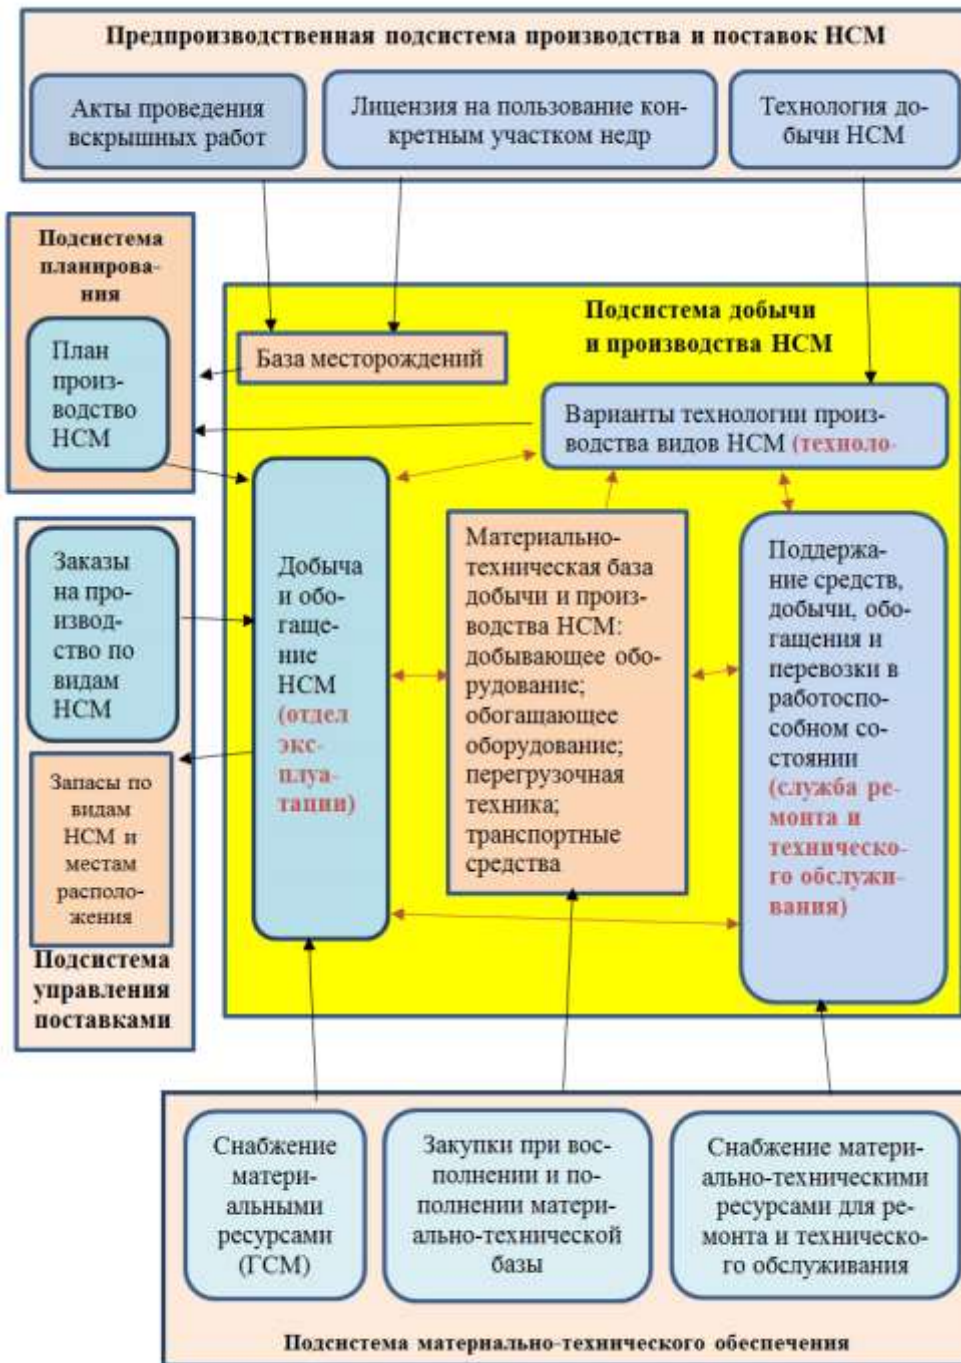 Предпроизводственная подсистема производства и поставок НСМ
Акты проведения
вскрышных работ
Лицензия на пользование кон-
кретным участком недр
Технология до-
бычи НСМ
Подсистема
планирова-
ния
План
произ-
водство
НСМ
Подсистема добычи
и производства НСМ
База месторождений
Варианты технологии произ-
водства видов НСМ (техноло-
Заказы
на про-
извод-
ство по
видам
НСМ
Добыча
и обо-
гаще-
ние
НСМ
(отдел
экс-
плуа-
тации)
Материально-
техническая база
добычи и произ-
водства НСМ:
добывающее обо-
рудование;
обогащающее
оборудование;
перегрузочная
техника;
транспортные
средства
Поддержа-
ние средств,
добычи, обо-
гащения и
перевозки в
работоспо-
собном со-
стоянии
(служба ре-
монта и
техническо-
го обслужи-
вания)
Запасы по
видам
НСМ и
местам
располо-
жения
Подсистема
управления
поставками
Снабжение
матери-
альными
ресурсами
(ГСМ)
Закупки при вос-
полнении и по-
полнении матери-
ально-технической
базы
Снабжение матери-
ально-техническими
ресурсами для ре-
монта и техническо-
го обслуживания
Подсистема материально-технического обеспечения